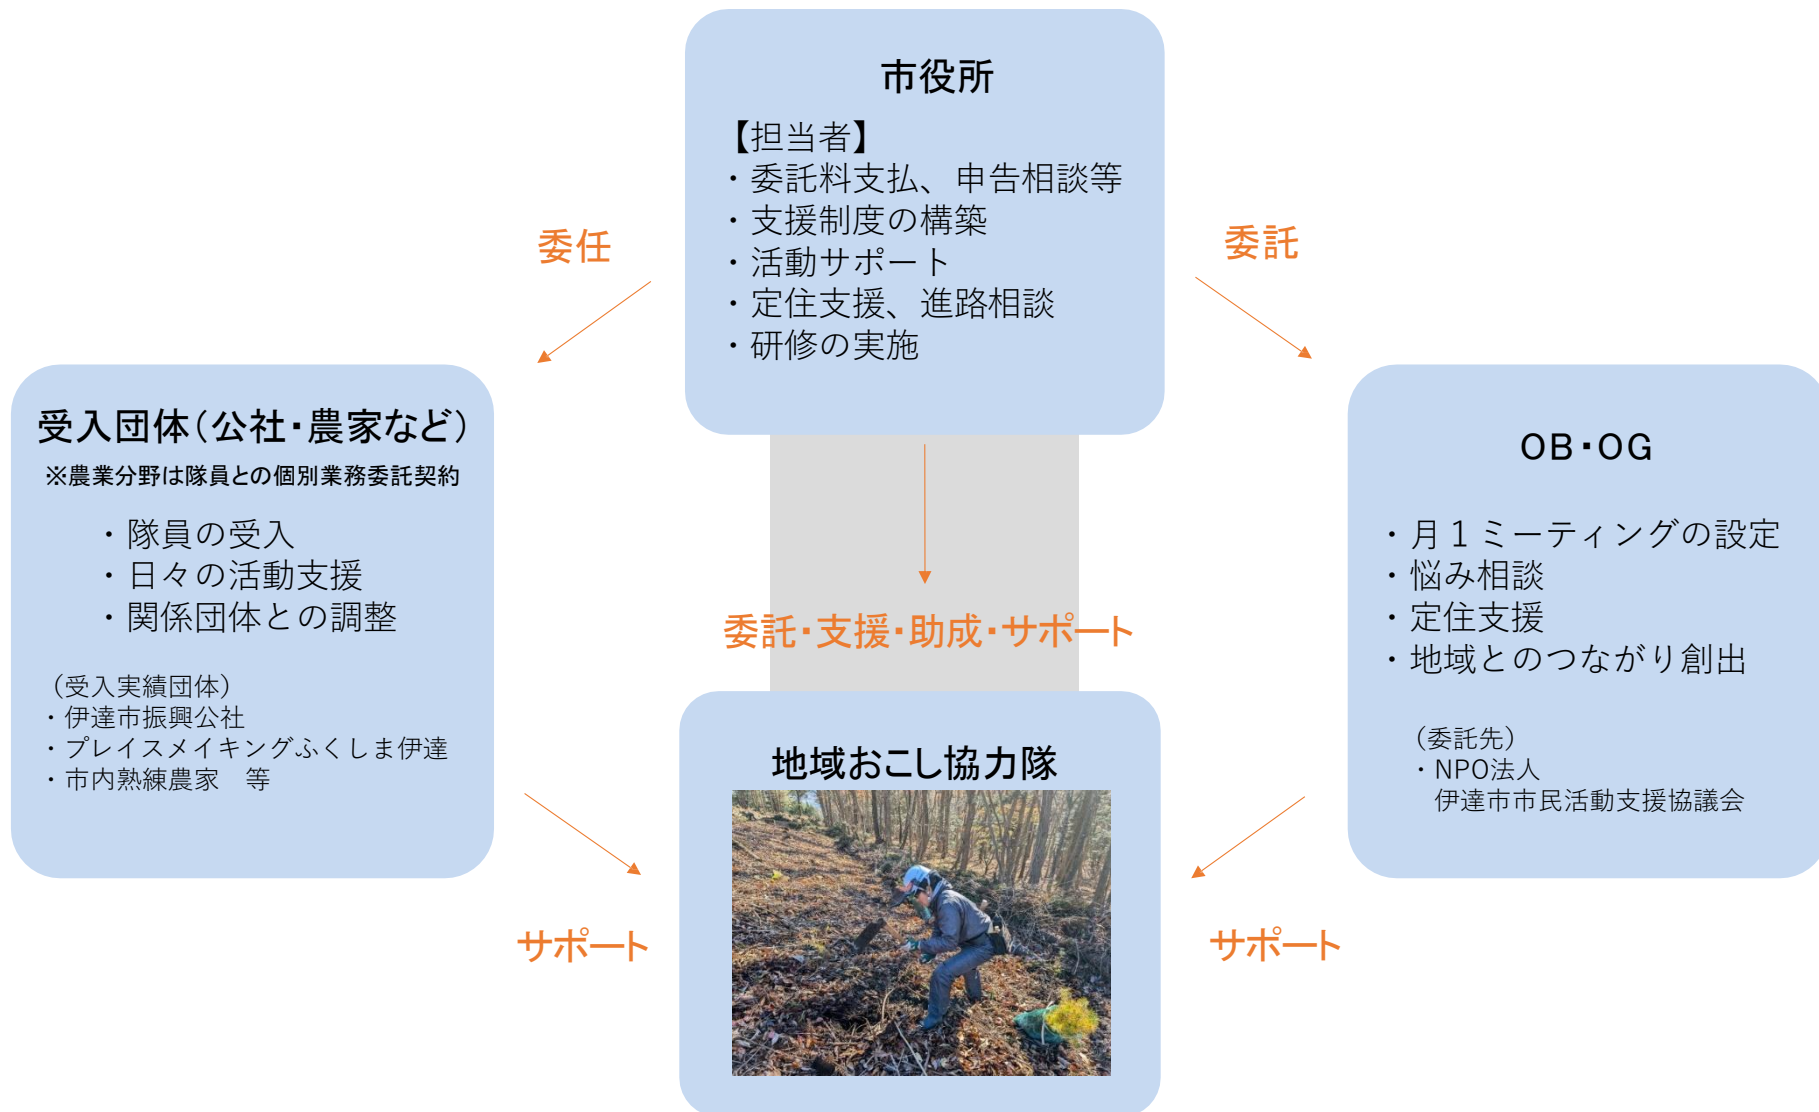 市役所
【担当者】
・委託料支払、申告相談等
・支援制度の構築
・活動サポート
・定住支援、進路相談
・研修の実施
委任
委託
受入団体（公社・農家など）
※農業分野は隊員との個別業務委託契約
・隊員の受入
・日々の活動支援
・関係団体との調整
（受入実績団体）
・伊達市振興公社
・プレイスメイキングふくしま伊達
・市内熟練農家　等
委託・支援・助成・サポート
OB・OG
・月１ミーティングの設定
・悩み相談
・定住支援
・地域とのつながり創出
（委託先）
・NPO法人
伊達市市民活動支援協議会
地域おこし協力隊
サポート
サポート